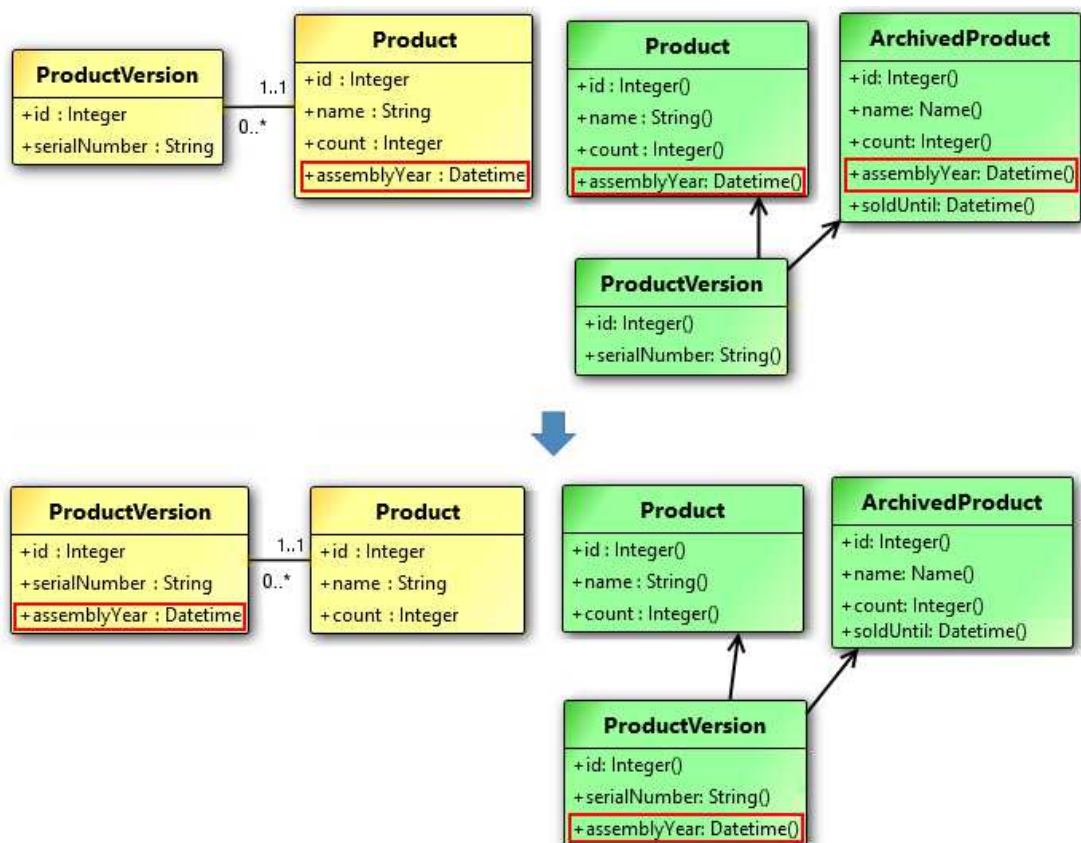 ProductVersion
+id : Integer
+serialNumber : String
1..1
0..*
Product
+id : Integer
+name : String
+count : Integer
+assemblyYear : Datetime
Product
+id : Integer()
+name : String()
+count : Integer()
+assemblyYear: Datetime()
ArchivedProduct
+id: Integer()
+name: Name()
+count: Integer()
+assemblyYear: Datetime()
+soldUntil: Datetime()
ProductVersion
+id: Integer()
+serialNumber: String()
ProductVersion
+id : Integer
+serialNumber : String
+assemblyYear : Datetime
1..1
0..*
Product
+id : Integer
+name : String
+count : Integer
Product
+id : Integer()
+name : String()
+count : Integer()
ArchivedProduct
+id: Integer()
+name: Name()
+count: Integer()
+soldUntil: Datetime()
ProductVersion
+id: Integer()
+serialNumber: String()
+assemblyYear: Datetime()